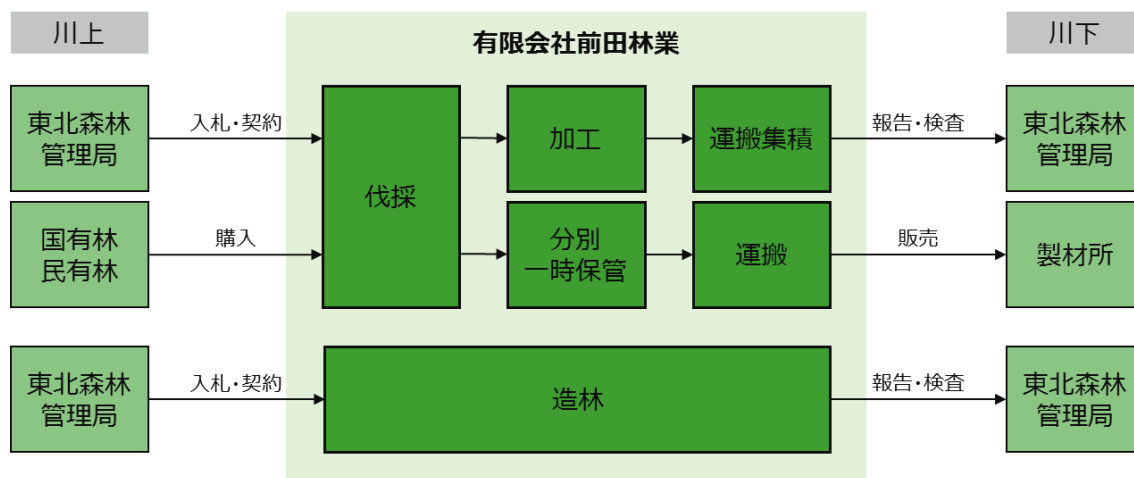 川上
有限会社前田林業
川下
東北森林
管理局
入札・契約
伐採
加工
運搬集積
報告・検査
東北森林
管理局
国有林
民有林
購入
分別
一時保管
運搬
販売
製材所
東北森林
管理局
入札・契約
造林
報告・検査
東北森林
管理局